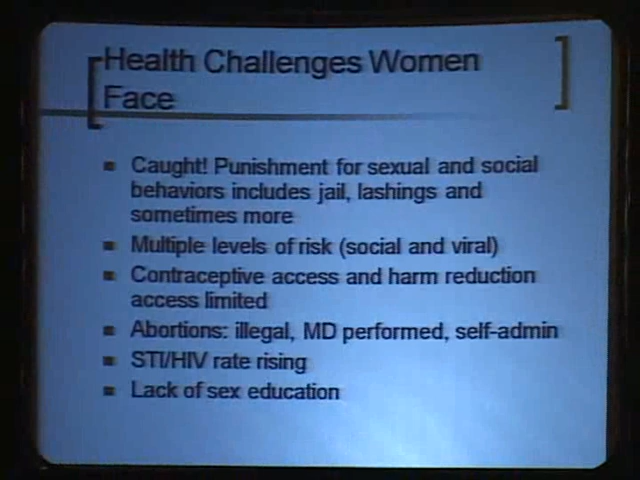 Health Challenges Women
Face
Caught! Punishment for sexual and social
behaviors includes jail, lashings and
sometimes more
Multiple levels of risk (social and viral)
Contraceptive access and harm reduction
access limited
Abortions: illegal, MD performed, self-admin
STI/HIV rate rising
Lack of sex education